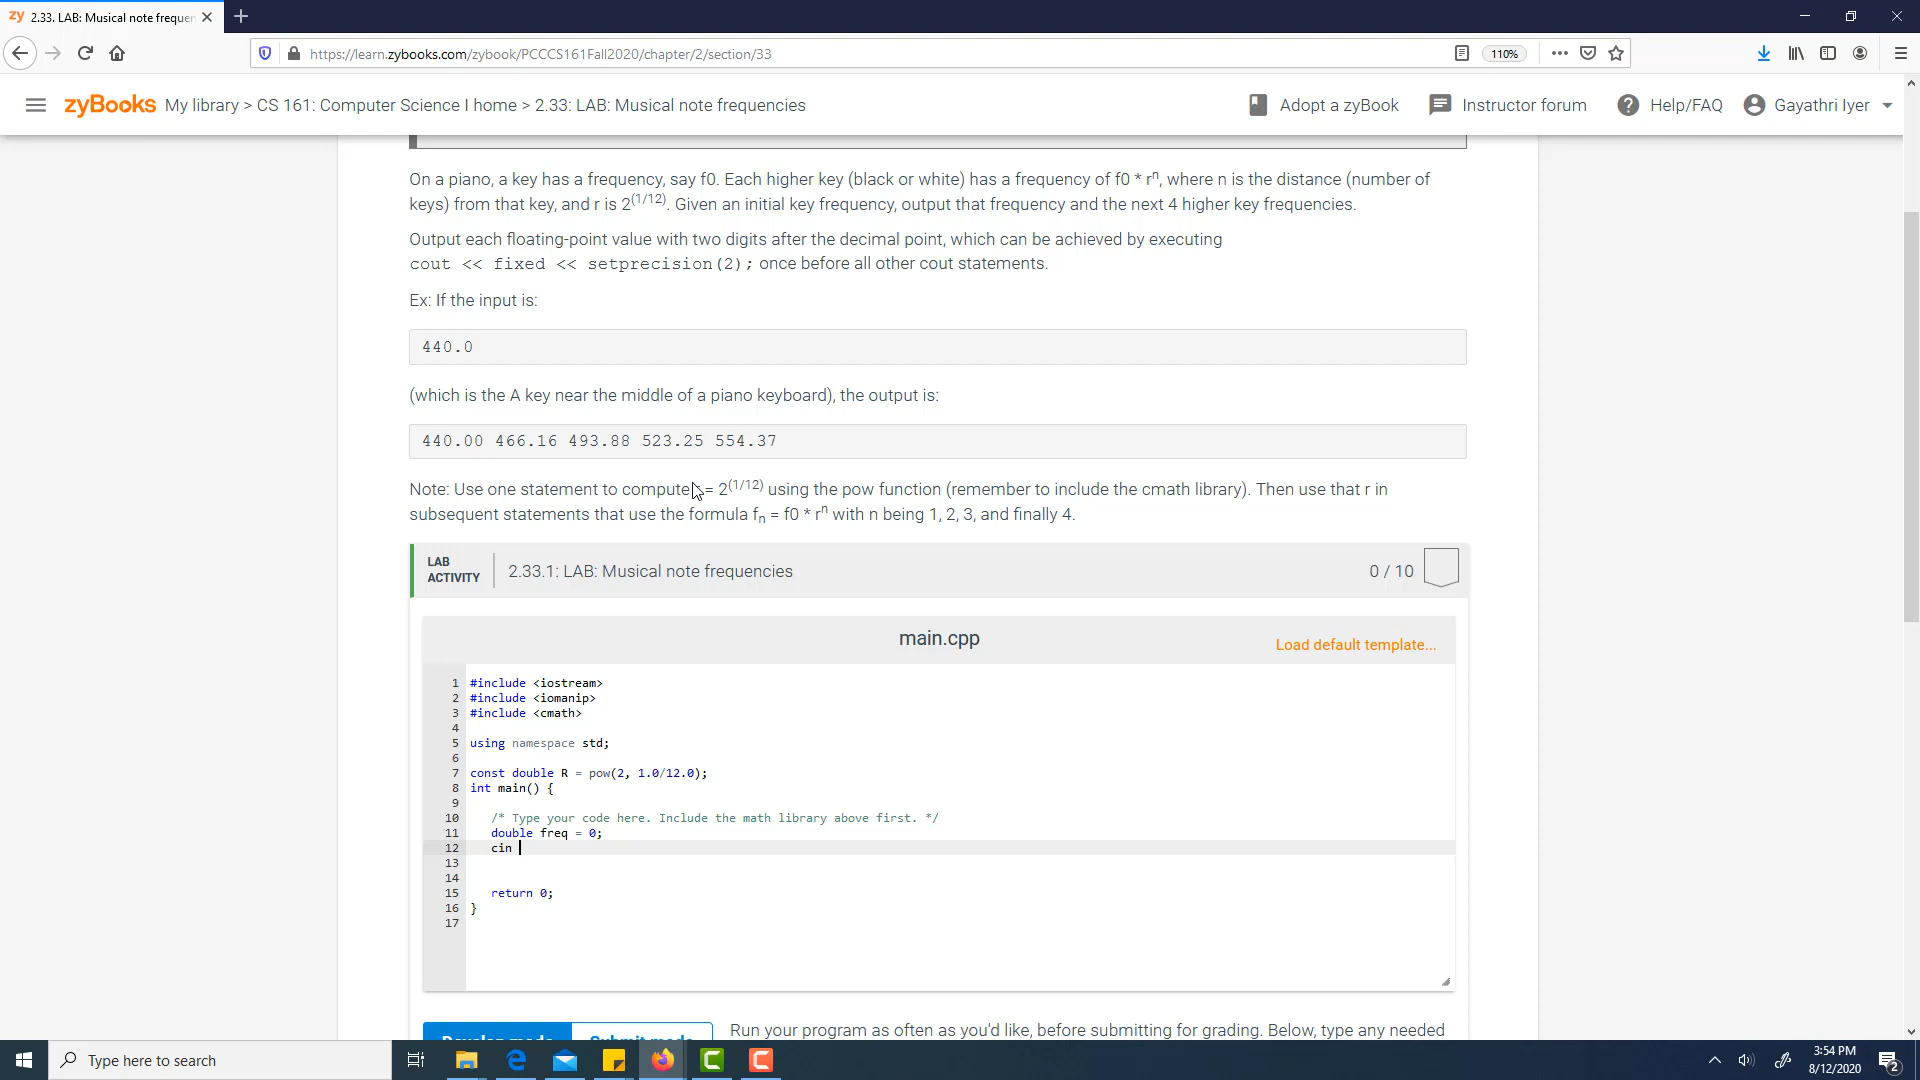 zy 2.33. LAB: Musical note frequen
https://learn.zybooks.com/zybook/PCCCS161Fall2020/chapter/2/section/33
110%
zyBooks My library > CS 161: Computer Science I home > 2.33: LAB: Musical note frequencies
Adopt a zyBook Instructor forum Help/FAQ Gayathri Iyer
On a piano, a key has a frequency, say f0. Each higher key (black or white) has a frequency of f0 * rⁿ, where n is the distance (number of
keys) from that key, and r is 2^(1/12). Given an initial key frequency, output that frequency and the next 4 higher key frequencies.
Output each floating-point value with two digits after the decimal point, which can be achieved by executing
cout << fixed << setprecision(2); once before all other cout statements.
Ex: If the input is:
440.0
(which is the A key near the middle of a piano keyboard), the output is:
440.00 466.16 493.88 523.25 554.37
Note: Use one statement to compute = 2^(1/12) using the pow function (remember to include the cmath library). Then use that r in
subsequent statements that use the formula fₙ = f0 * rⁿ with n being 1, 2, 3, and finally 4.
LAB
ACTIVITY
2.33.1: LAB: Musical note frequencies
0 / 10
main.cpp
Load default template...
1 #include <iostream>
2 #include <iomanip>
3 #include <cmath>
4
5 using namespace std;
6
7 const double R = pow(2, 1.0/12.0);
8 int main() {
9
10 /* Type your code here. Include the math library above first. */
11 double freq = 0;
12 cin
13
14
15 return 0;
16 }
17
Run your program as often as you'd like, before submitting for grading. Below, type any needed
Type here to search
3:54 PM
8/12/2020
2